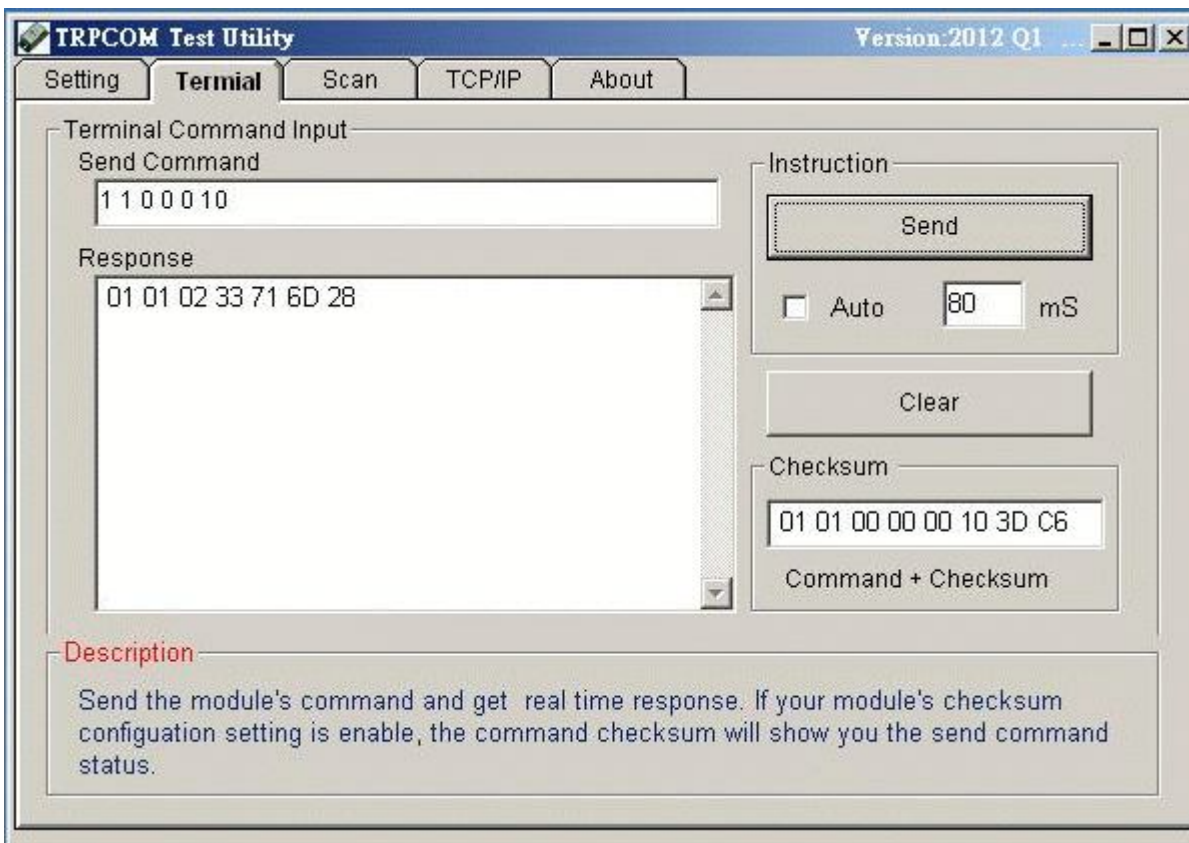 TRPCOM Test Utility Version:2012 Q1 ...
Setting Termial Scan TCP/IP About
Terminal Command Input
Send Command
1 1 0 0 0 10
Response
01 01 02 33 71 6D 28
Instruction
Send
Auto 80 mS
Clear
Checksum
01 01 00 00 00 10 3D C6
Command + Checksum
Description
Send the module's command and get real time response. If your module's checksum
configuation setting is enable, the command checksum will show you the send command
status.